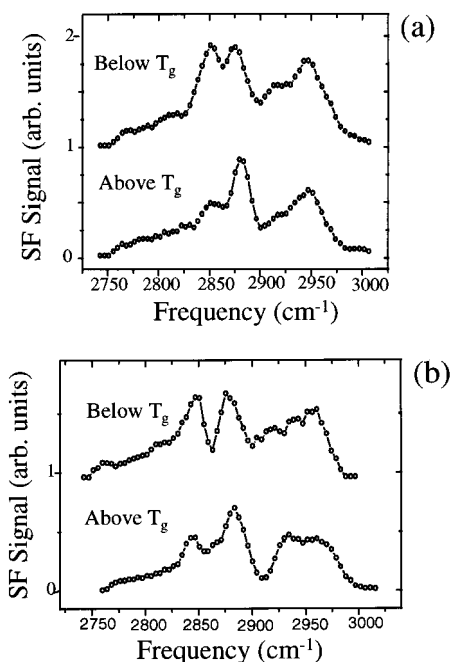 (a)
2
Below Tg
1
Above Tg
0
SF Signal (arb. units)
2750 2800 2850 2900 2950 3000
Frequency (cm-1)
(b)
Below Tg
1
Above Tg
0
SF Signal (arb. units)
2750 2800 2850 2900 2950 3000
Frequency (cm-1)